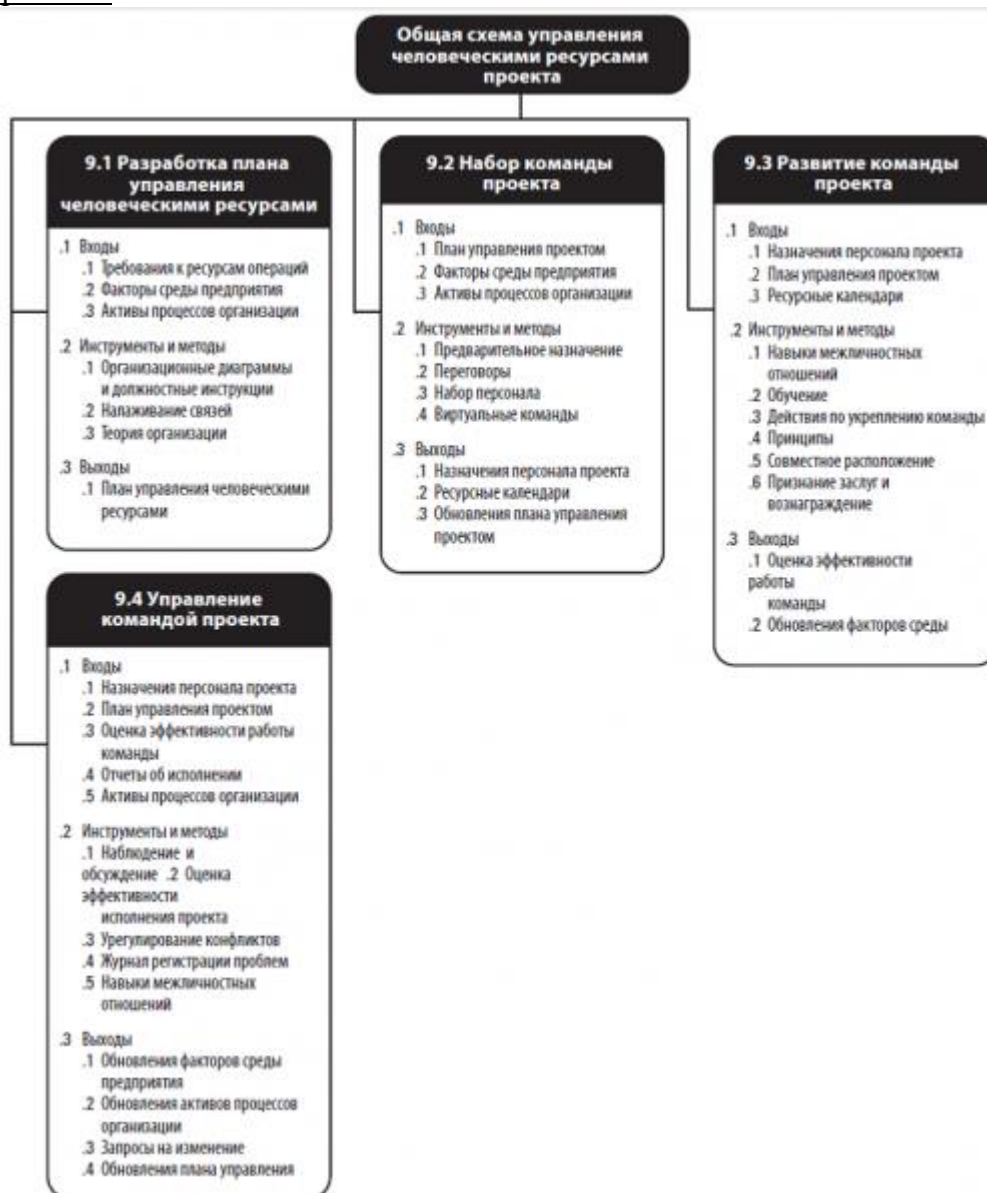 Общая схема управления
человеческими ресурсами
проекта
9.1 Разработка плана
управления
человеческими ресурсами
.1 Входы
.1 Требования к ресурсам операций
.2 Факторы среды предприятия
.3 Активы процессов организации
.2 Инструменты и методы
.1 Организационные диаграммы
и должностные инструкции
.2 Налаживание связей
.3 Теория организации
.3 Выходы
.1 План управления человеческими
ресурсами
9.2 Набор команды
проекта
.1 Входы
.1 План управления проектом
.2 Факторы среды предприятия
.3 Активы процессов организации
.2 Инструменты и методы
.1 Предварительное назначение
.2 Переговоры
.3 Набор персонала
.4 Виртуальные команды
.3 Выходы
.1 Назначения персонала проекта
.2 Ресурсные календари
.3 Обновления плана управления
проектом
9.3 Развитие команды
проекта
.1 Входы
.1 Назначения персонала проекта
.2 План управления проектом
.3 Ресурсные календари
.2 Инструменты и методы
.1 Навыки межличностных
отношений
.2 Обучение
.3 Действия по укреплению команды
.4 Принципы
.5 Совместное расположение
.6 Признание заслуг и
вознаграждение
.3 Выходы
.1 Оценка эффективности
работы
команды
.2 Обновления факторов среды
9.4 Управление
командой проекта
.1 Входы
.1 Назначения персонала проекта
.2 План управления проектом
.3 Оценка эффективности работы
команды
.4 Отчеты об исполнении
.5 Активы процессов организации
.2 Инструменты и методы
.1 Наблюдение и
обсуждение .2 Оценка
эффективности
исполнения проекта
.3 Урегулирование конфликтов
.4 Журнал регистрации проблем
.5 Навыки межличностных
отношений
.3 Выходы
.1 Обновления факторов среды
предприятия
.2 Обновления активов процессов
организации
.3 Запросы на изменение
.4 Обновления плана управления